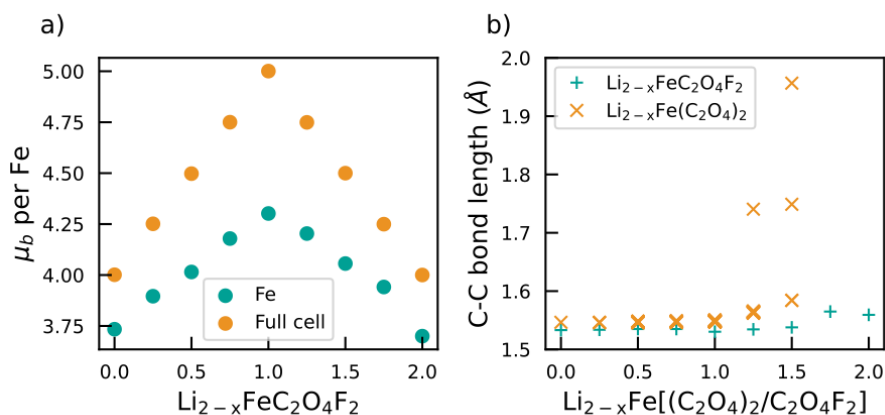 a)
5.00
4.75
4.50
4.25
4.00
3.75
μ_b per Fe
Fe
Full cell
0.0 0.5 1.0 1.5 2.0
Li₂₋ₓFeC₂O₄F₂
b)
2.0
1.9
1.8
1.7
1.6
1.5
C-C bond length (Å)
Li₂₋ₓFeC₂O₄F₂
Li₂₋ₓFe(C₂O₄)₂
0.0 0.5 1.0 1.5 2.0
Li₂₋ₓFe[(C₂O₄)₂/C₂O₄F₂]